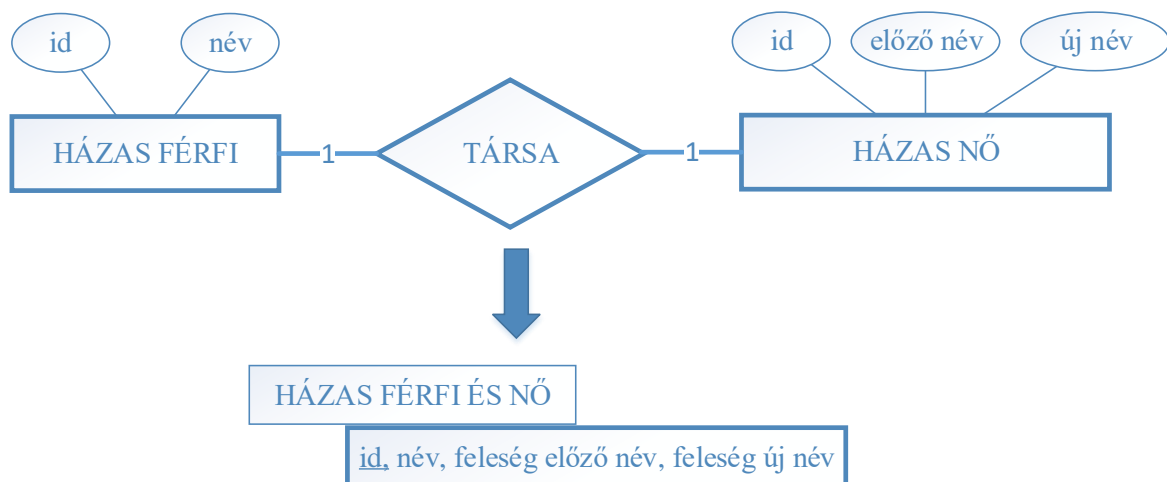 id
név
id
előző név
új név
HÁZAS FÉRFI
1
TÁRSA
1
HÁZAS NŐ
HÁZAS FÉRFI ÉS NŐ
id, név, feleség előző név, feleség új név